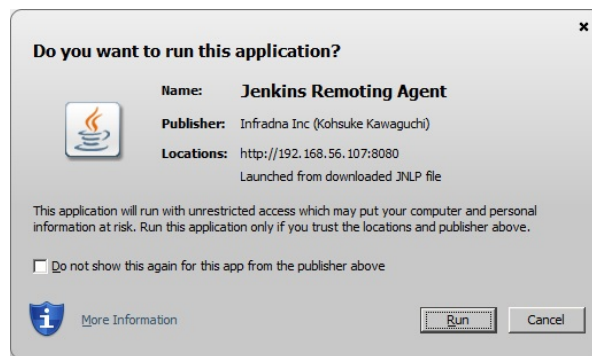 Do you want to run this application?
Name: Jenkins Remoting Agent
Publisher: Infradna Inc (Kohsuke Kawaguchi)
Locations: http://192.168.56.107:8080
Launched from downloaded JNLP file
This application will run with unrestricted access which may put your computer and personal
information at risk. Run this application only if you trust the locations and publisher above.
Do not show this again for this app from the publisher above
More Information
Run
Cancel